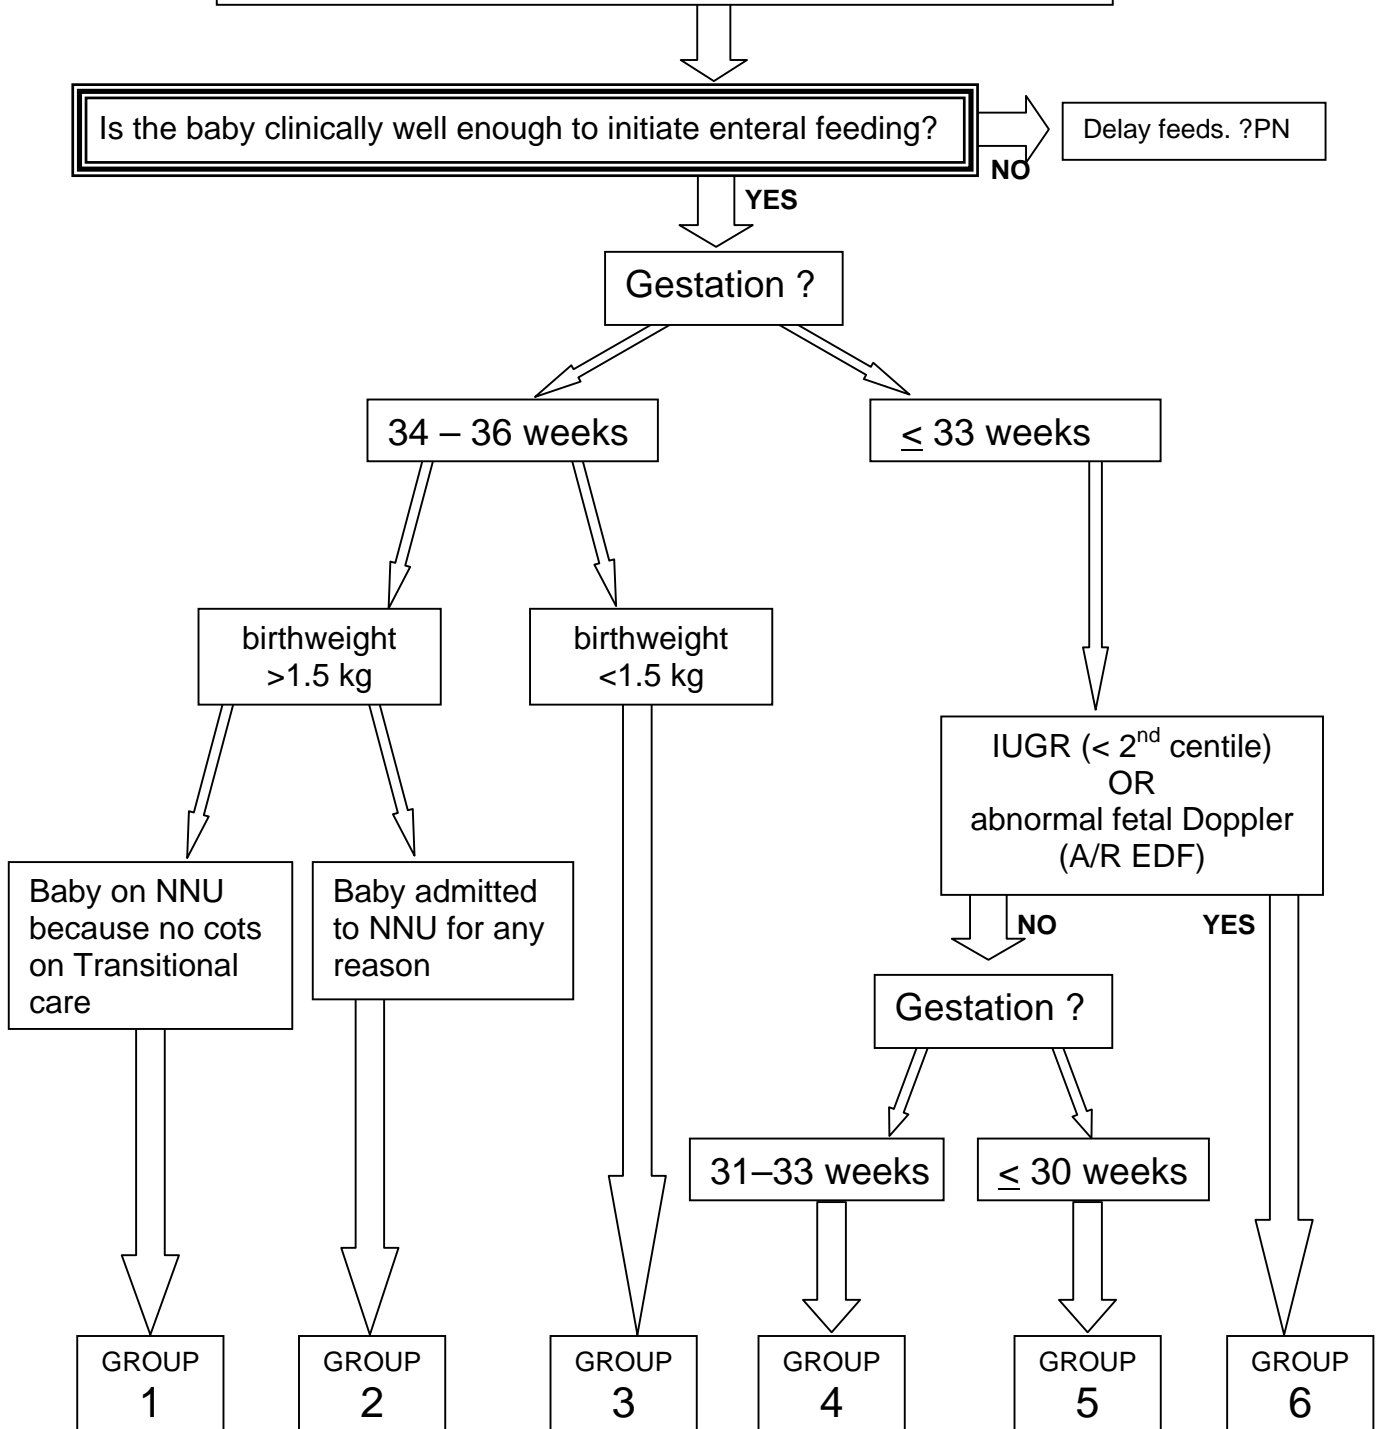 Is the baby clinically well enough to initiate enteral feeding?
Delay feeds. ?PN
NO
YES
Gestation ?
34 – 36 weeks
< 33 weeks
birthweight
>1.5 kg
birthweight
<1.5 kg
IUGR (< 2nd centile)
OR
abnormal fetal Doppler
(A/R EDF)
Baby on NNU
because no cots
on Transitional
care
Baby admitted
to NNU for any
reason
NO
YES
Gestation ?
31–33 weeks
≤ 30 weeks
GROUP
1
GROUP
2
GROUP
3
GROUP
4
GROUP
5
GROUP
6